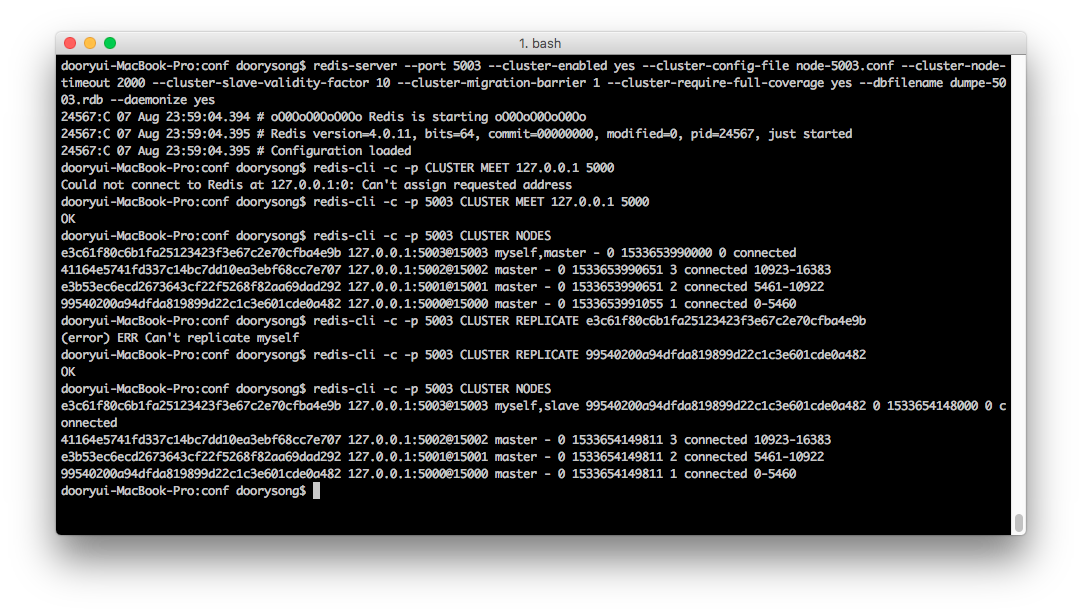 1. bash
dooryui-MacBook-Pro:conf doorysong$ redis-server --port 5003 --cluster-enabled yes --cluster-config-file node-5003.conf --cluster-node-
timeout 2000 --cluster-slave-validity-factor 10 --cluster-migration-barrier 1 --cluster-require-full-coverage yes --dbfilename dumpe-50
03.rdb --daemonize yes
24567:C 07 Aug 23:59:04.394 # oO0OoO0OoO0Oo Redis is starting oO0OoO0OoO0Oo
24567:C 07 Aug 23:59:04.395 # Redis version=4.0.11, bits=64, commit=00000000, modified=0, pid=24567, just started
24567:C 07 Aug 23:59:04.395 # Configuration loaded
dooryui-MacBook-Pro:conf doorysong$ redis-cli -c -p CLUSTER MEET 127.0.0.1 5000
Could not connect to Redis at 127.0.0.1:0: Can't assign requested address
dooryui-MacBook-Pro:conf doorysong$ redis-cli -c -p 5003 CLUSTER MEET 127.0.0.1 5000
OK
dooryui-MacBook-Pro:conf doorysong$ redis-cli -c -p 5003 CLUSTER NODES
e3c61f80c6b1fa25123423f3e67c2e70cfba4e9b 127.0.0.1:5003@15003 myself,master - 0 1533653990000 0 connected
41164e5741fd337c14bc7dd10ea3ebf68cc7e707 127.0.0.1:5002@15002 master - 0 1533653990651 3 connected 10923-16383
e3b53ec6ecd2673643cf22f5268f82aa69dad292 127.0.0.1:5001@15001 master - 0 1533653990651 2 connected 5461-10922
99540200a94dfda819899d22c1c3e601cde0a482 127.0.0.1:5000@15000 master - 0 1533653991055 1 connected 0-5460
dooryui-MacBook-Pro:conf doorysong$ redis-cli -c -p 5003 CLUSTER REPLICATE e3c61f80c6b1fa25123423f3e67c2e70cfba4e9b
(error) ERR Can't replicate myself
dooryui-MacBook-Pro:conf doorysong$ redis-cli -c -p 5003 CLUSTER REPLICATE 99540200a94dfda819899d22c1c3e601cde0a482
OK
dooryui-MacBook-Pro:conf doorysong$ redis-cli -c -p 5003 CLUSTER NODES
e3c61f80c6b1fa25123423f3e67c2e70cfba4e9b 127.0.0.1:5003@15003 myself,slave 99540200a94dfda819899d22c1c3e601cde0a482 0 1533654148000 0 c
onnected
41164e5741fd337c14bc7dd10ea3ebf68cc7e707 127.0.0.1:5002@15002 master - 0 1533654149811 3 connected 10923-16383
e3b53ec6ecd2673643cf22f5268f82aa69dad292 127.0.0.1:5001@15001 master - 0 1533654149811 2 connected 5461-10922
99540200a94dfda819899d22c1c3e601cde0a482 127.0.0.1:5000@15000 master - 0 1533654149811 1 connected 0-5460
dooryui-MacBook-Pro:conf doorysong$